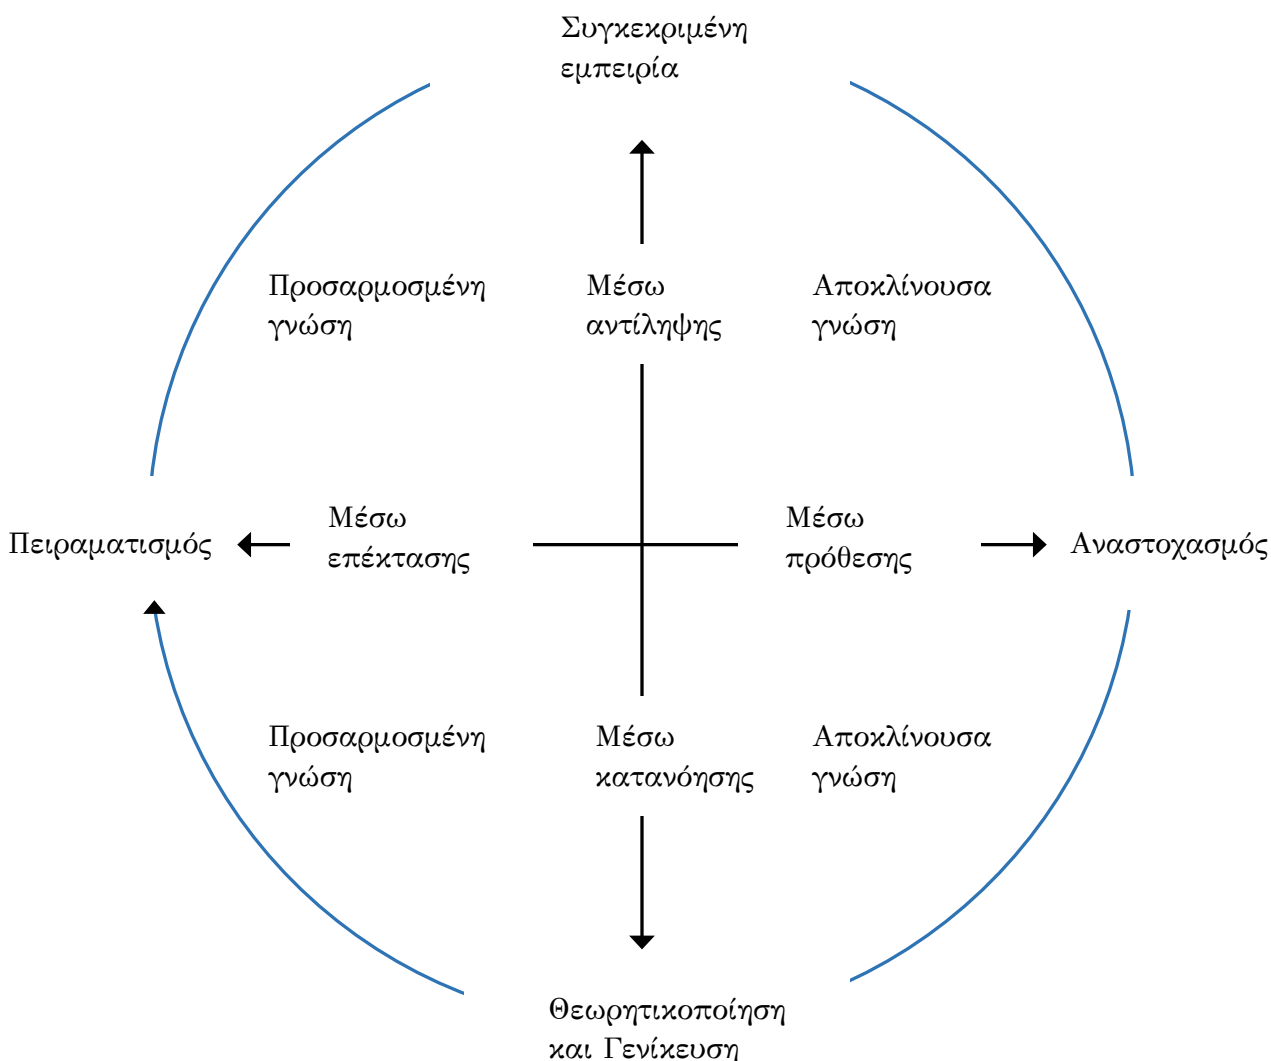 Συγκεκριμένη
εμπειρία
Προσαρμοσμένη
γνώση
Μέσω
αντίληψης
Αποκλίνουσα
γνώση
Πειραματισμός
Μέσω
επέκτασης
Μέσω
πρόθεσης
Αναστοχασμός
Προσαρμοσμένη
γνώση
Μέσω
κατανόησης
Αποκλίνουσα
γνώση
Θεωρητικοποίηση
και Γενίκευση